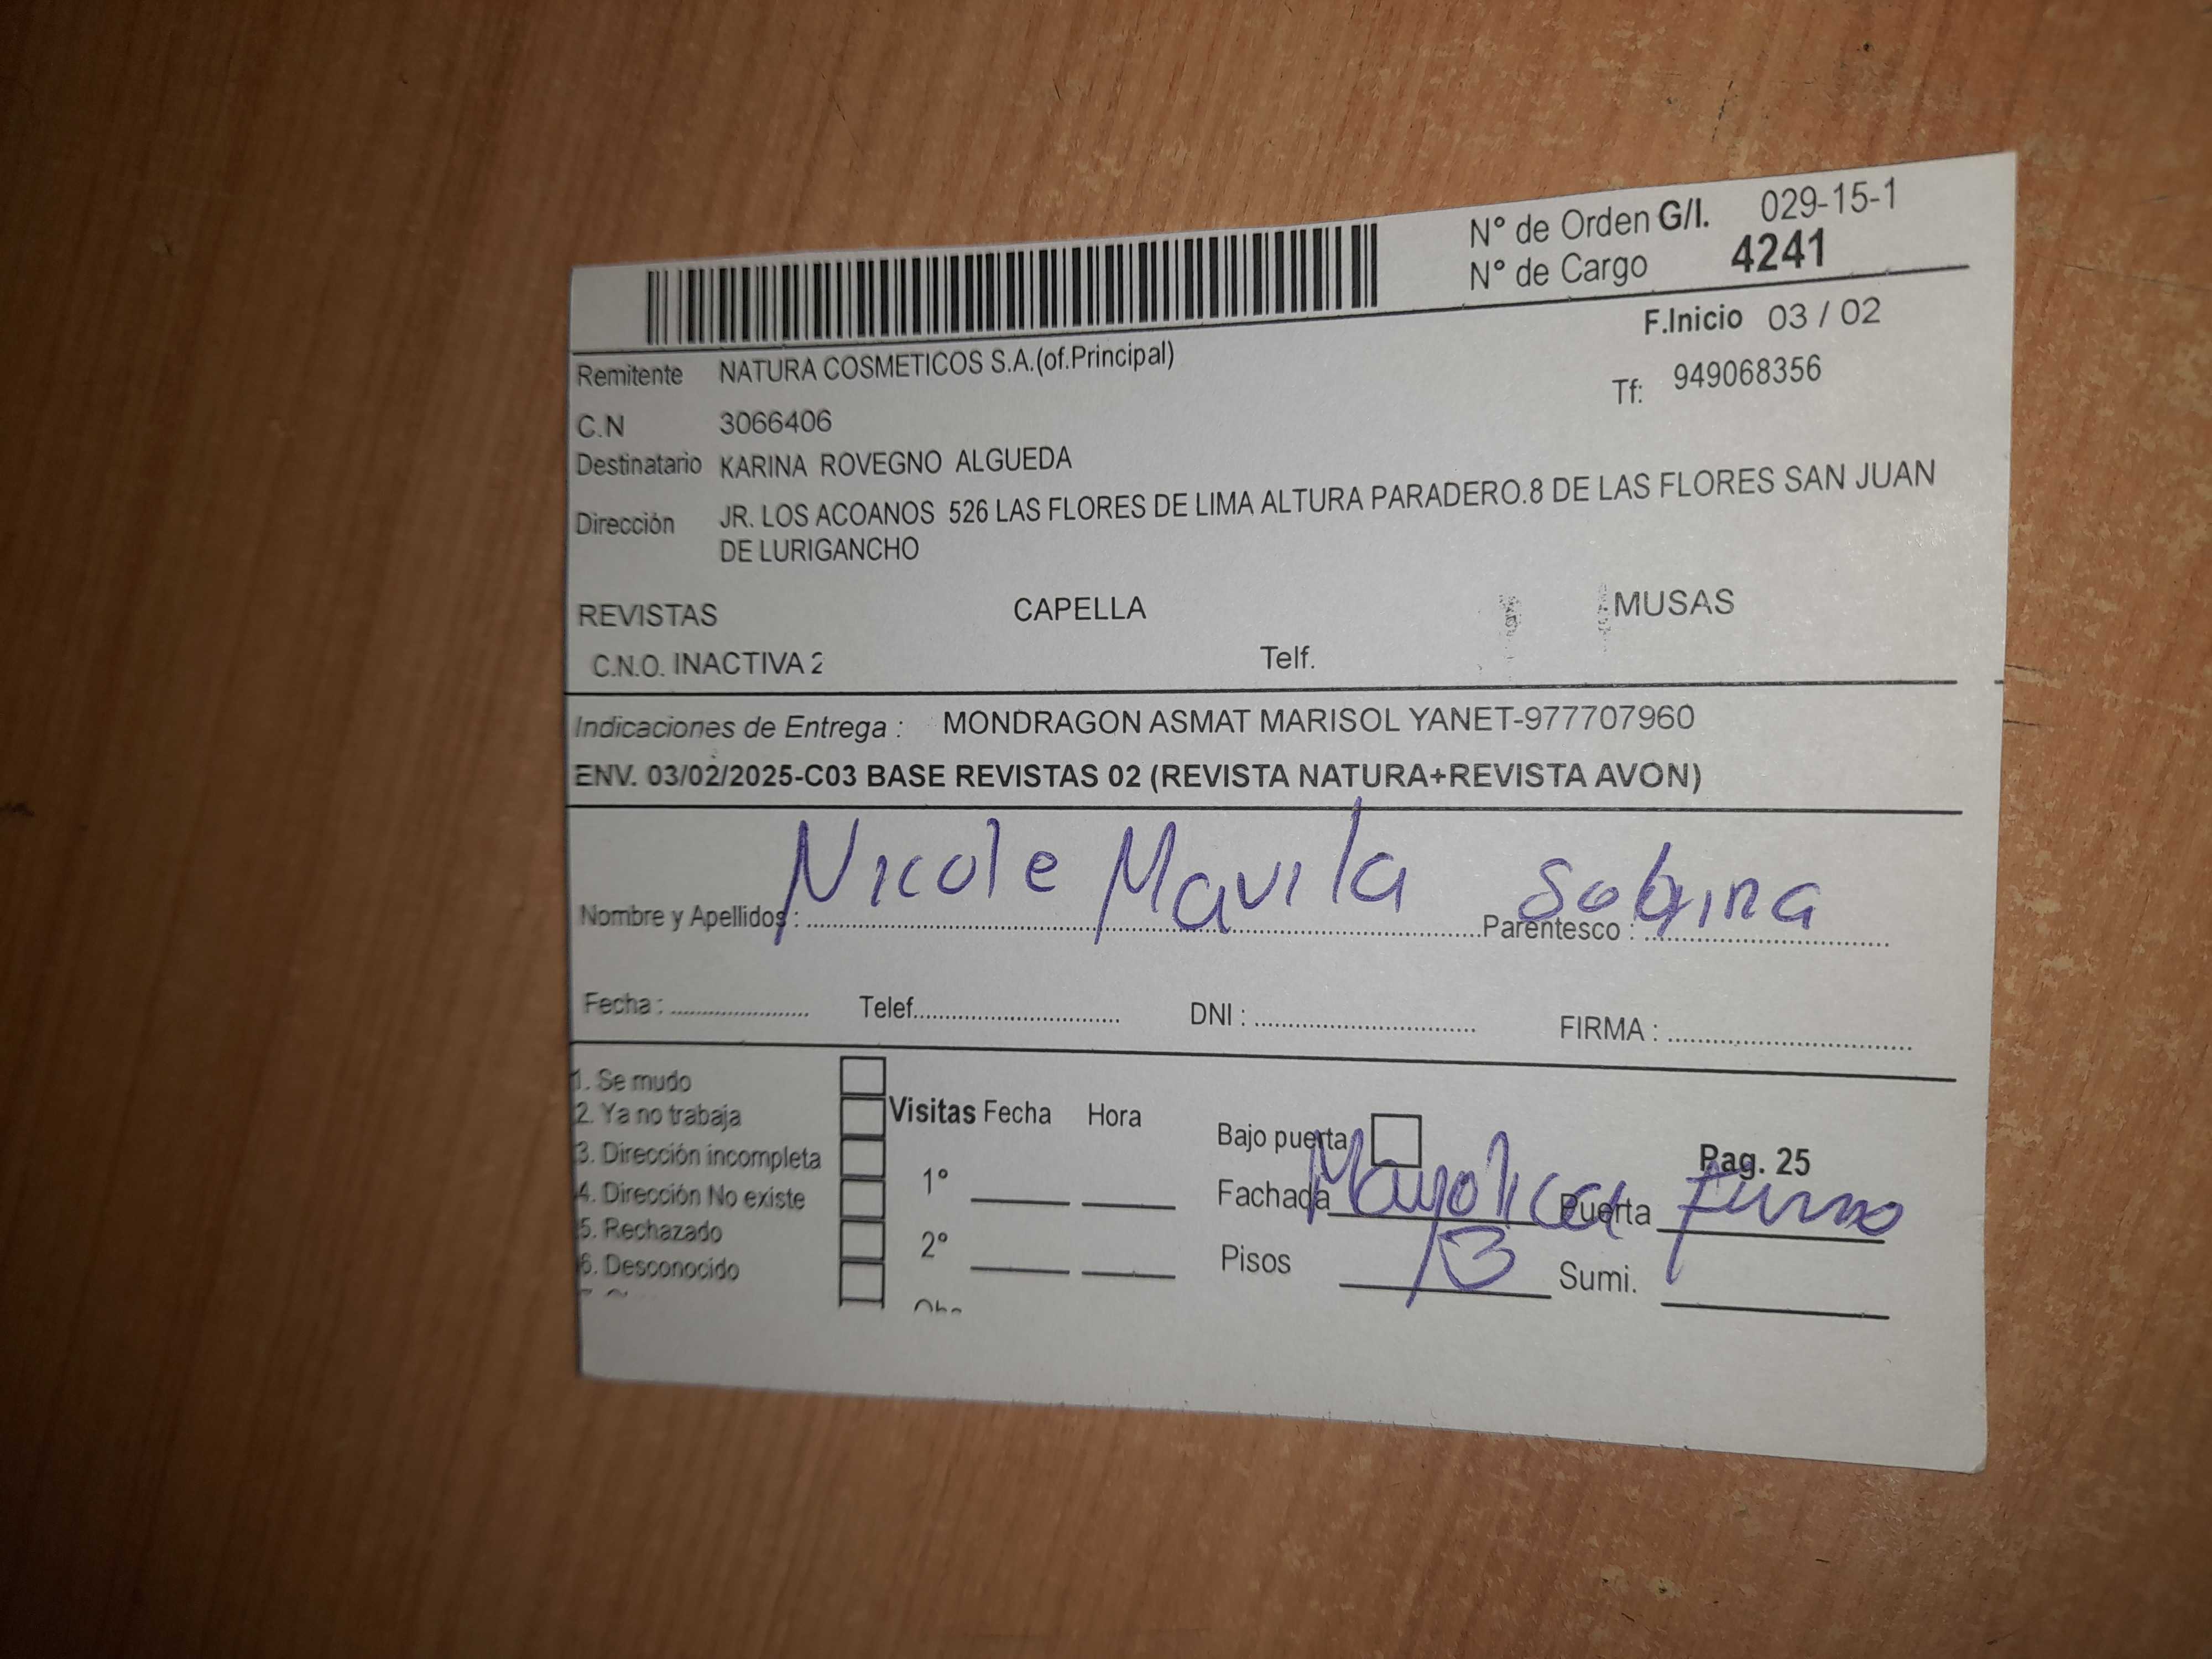 N° de Orden G/I. 029-15-1
N° de Cargo 4241
F.Inicio 03 / 02
Remitente NATURA COSMETICOS S.A.(of.Principal)
Tf: 949068356
C.N 3066406
Destinatario KARINA ROVEGNO ALGUEDA
Dirección JR. LOS ACOANOS 526 LAS FLORES DE LIMA ALTURA PARADERO.8 DE LAS FLORES SAN JUAN
DE LURIGANCHO
REVISTAS CAPELLA MUSAS
C.N.O. INACTIVA 2 Telf.
Indicaciones de Entrega : MONDRAGON ASMAT MARISOL YANET-977707960
ENV. 03/02/2025-C03 BASE REVISTAS 02 (REVISTA NATURA+REVISTA AVON)
Nombre y Apellidos : Nicole Mavila Parentesco : Sobrina
Fecha : Telef. DNI : FIRMA :
1. Se mudo
2. Ya no trabaja
3. Dirección incompleta
4. Dirección No existe
5. Rechazado
6. Desconocido
Visitas Fecha Hora
1°
2°
Bajo puerta Pag. 25
Fachada Mayolica Puerta
Pisos 3 Sumi.